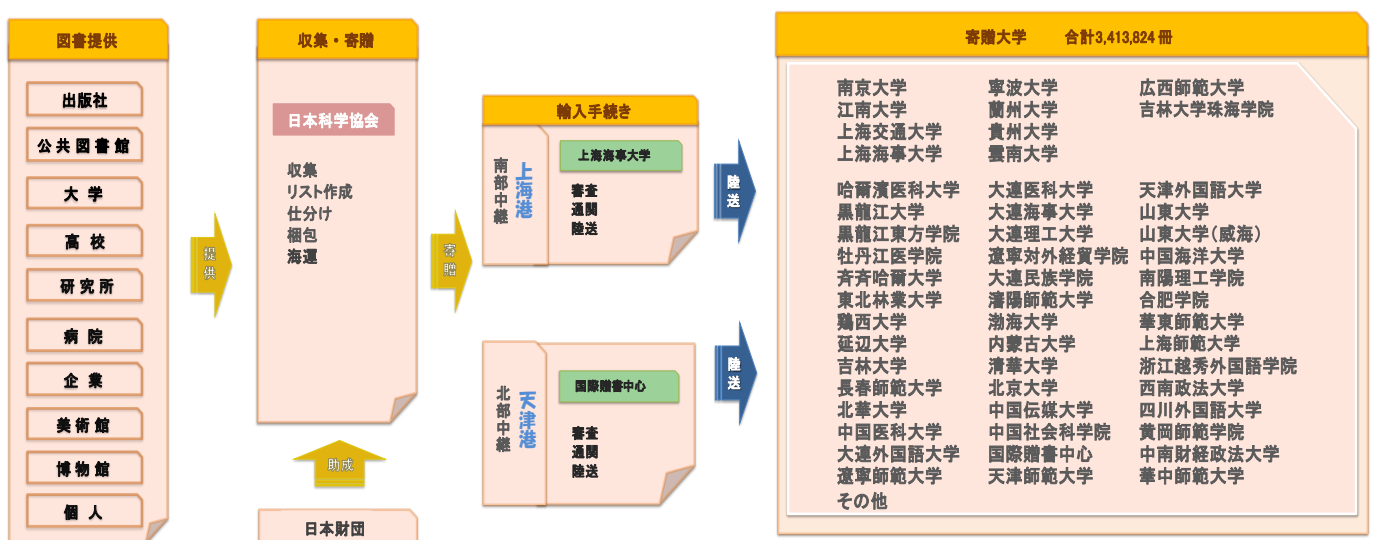 図書提供
出版社
公共図書館
大学
高校
研究所
病院
企業
美術館
博物館
個人
提供
収集・寄贈
日本科学協会
収集
リスト作成
仕分け
梱包
海運
助成
日本財団
寄贈
輸入手続き
南部中継
上海港
上海海事大学
審査
通関
陸送
北部中継
天津港
国際贈書中心
審査
通関
陸送
陸送
陸送
寄贈大学 合計3,413,824冊
南京大学 寧波大学 広西師範大学
江南大学 蘭州大学 吉林大学珠海学院
上海交通大学 貴州大学
上海海事大学 雲南大学
哈爾濱医科大学 大連医科大学 天津外国語大学
黒龍江大学 大連海事大学 山東大学
黒龍江東方学院 大連理工大学 山東大学(威海)
牡丹江医学院 遼寧対外経貿学院 中国海洋大学
斉斉哈爾大学 大連民族学院 南陽理工学院
東北林業大学 瀋陽師範大学 合肥学院
鶏西大学 渤海大学 華東師範大学
延辺大学 内蒙古大学 上海師範大学
吉林大学 清華大学 浙江越秀外国語学院
長春師範大学 北京大学 西南政法大学
北華大学 中国伝媒大学 四川外国語大学
中国医科大学 中国社会科学院 黄岡師範学院
大連外国語大学 国際贈書中心 中南財経政法大学
遼寧師範大学 天津師範大学 華中師範大学
その他